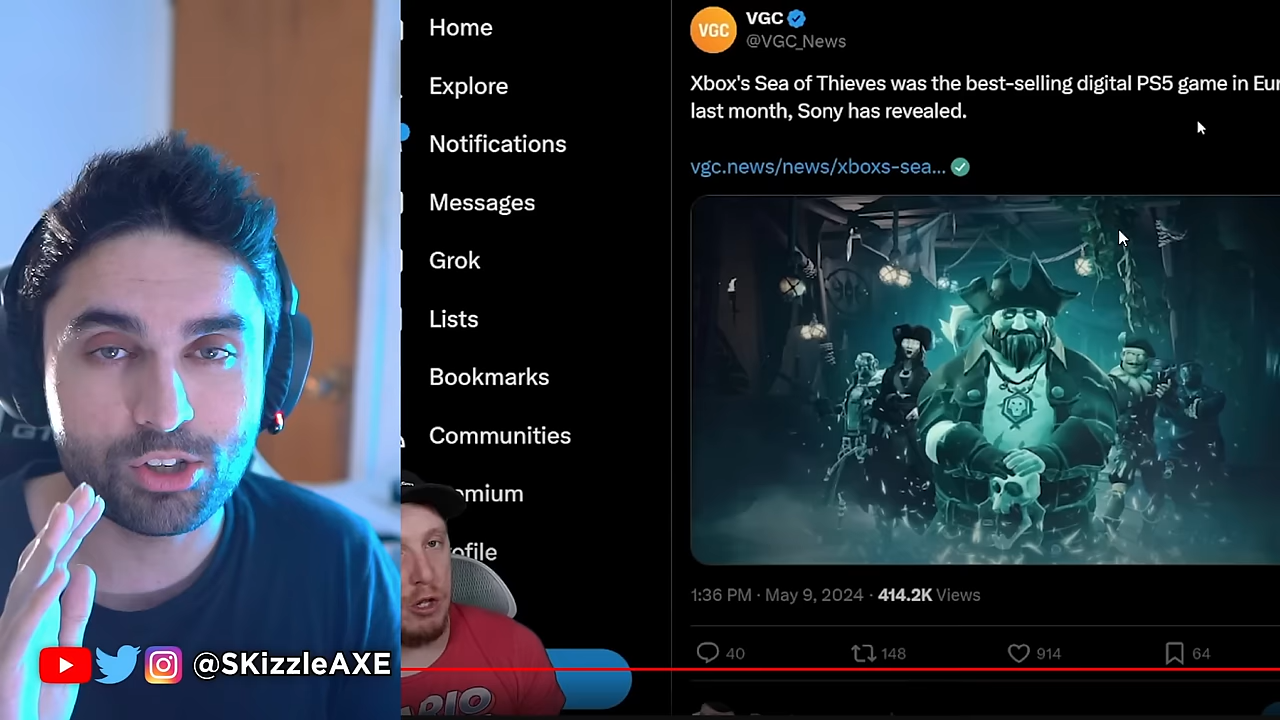 Home
Explore
Notifications
Messages
Grok
Lists
Bookmarks
Communities
VGC
VGC
@VGC_News
Xbox's Sea of Thieves was the best-selling digital PS5 game in
last month, Sony has revealed.
vgc.news/news/xboxs-sea...
1:36 PM · May 9, 2024 · 414.2K Views
40 148 914 64
@SKizzleAXE